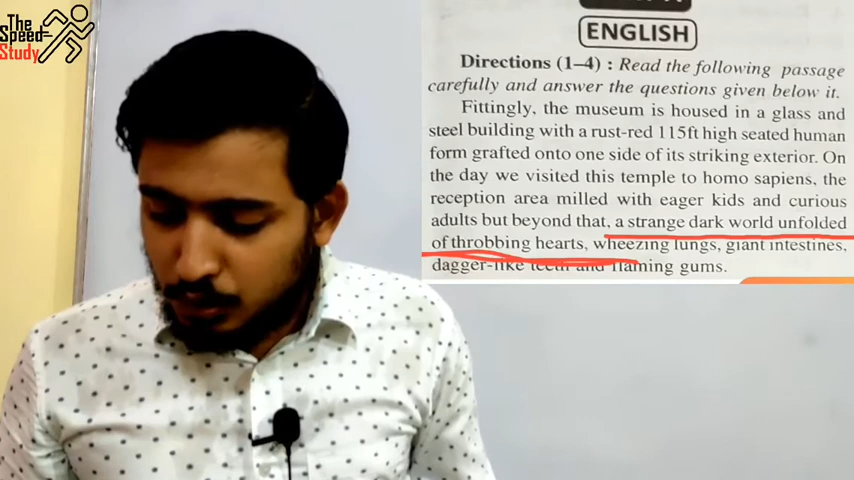 The
Speed
Study
ENGLISH
Directions (1–4) : Read the following passage
carefully and answer the questions given below it.
Fittingly, the museum is housed in a glass and
steel building with a rust-red 115ft high seated human
form grafted onto one side of its striking exterior. On
the day we visited this temple to homo sapiens, the
reception area milled with eager kids and curious
adults but beyond that, a strange dark world unfolded
of throbbing hearts, wheezing lungs, giant intestines,
dagger-like teeth and flaming gums.